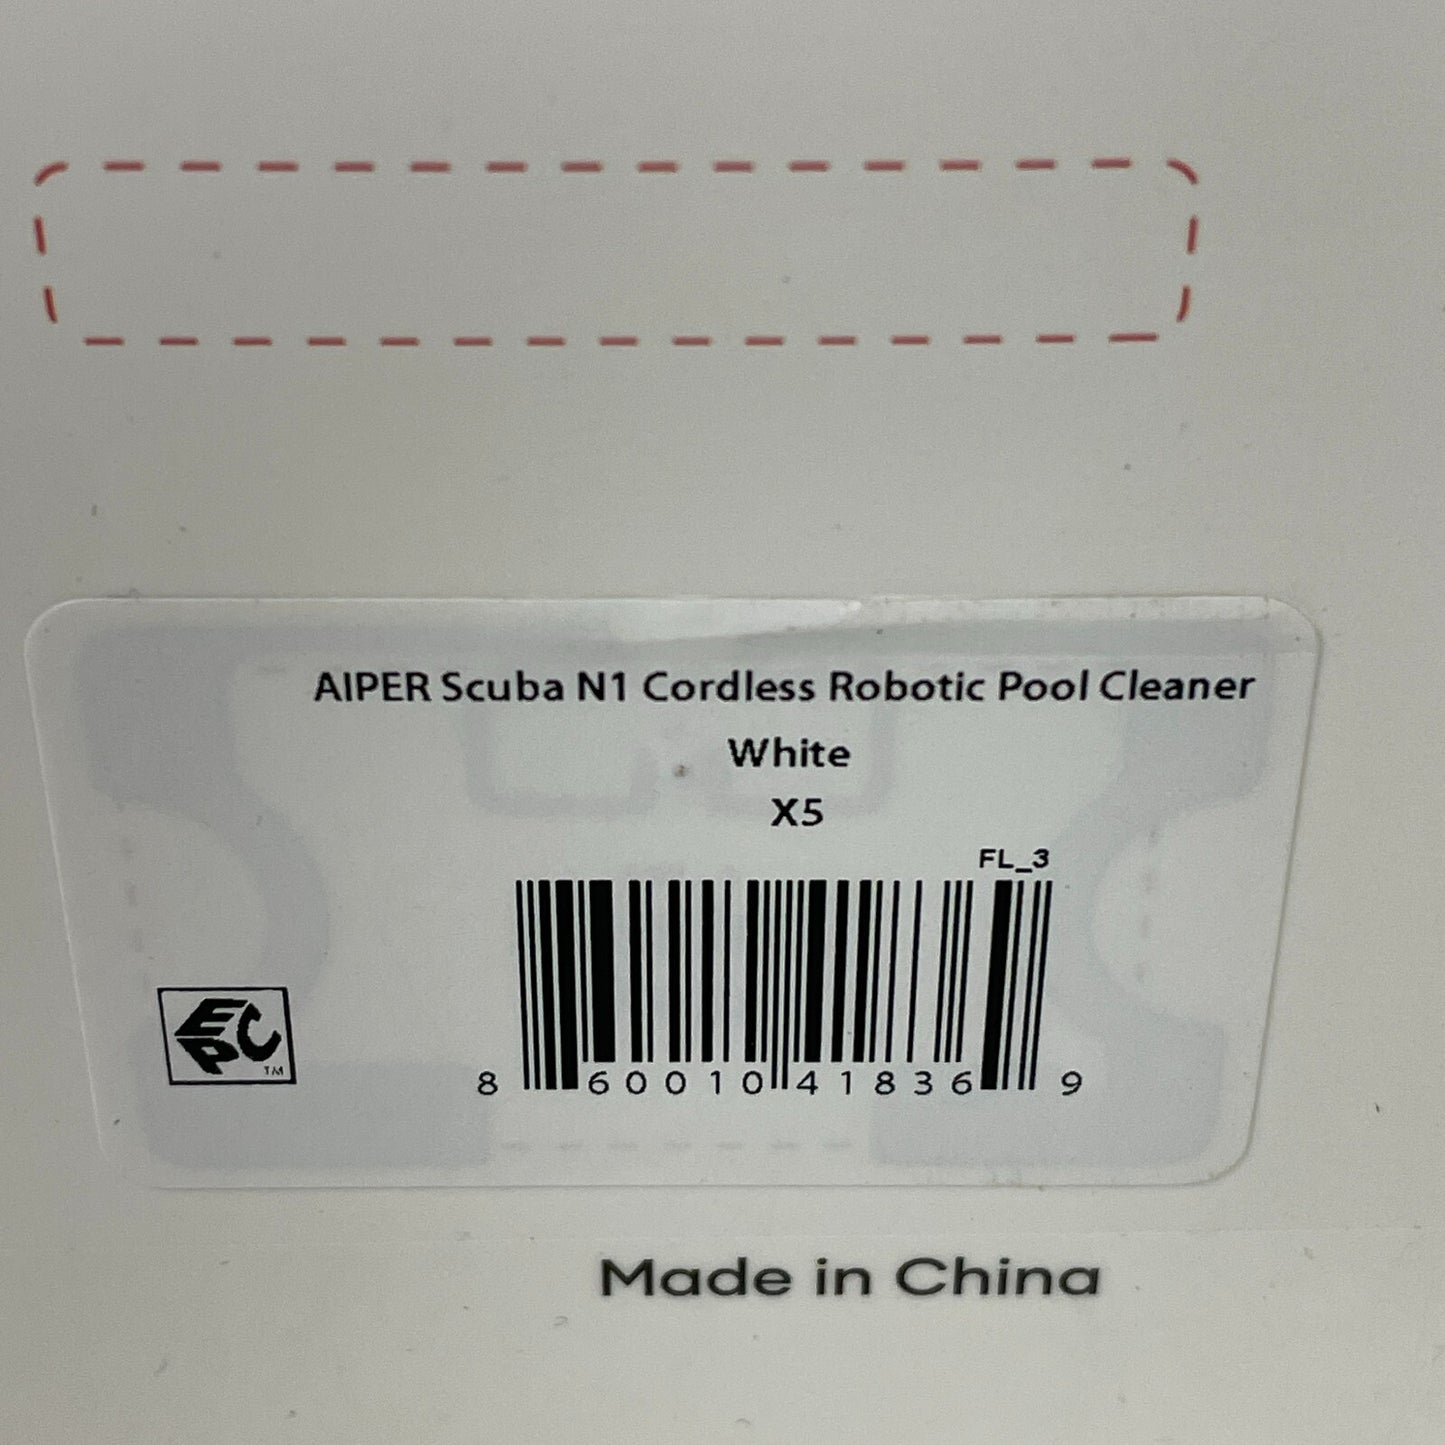 AIPER Scuba N1 Cordless Robotic Pool Cleaner
White
X5
FL_3
EPC
TM
8 60010 41836 9
Made in China